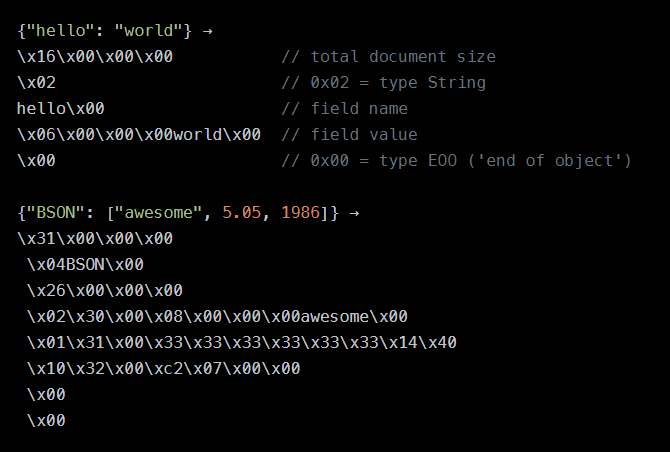 {"hello": "world"} →
\x16\x00\x00\x00 // total document size
\x02 // 0x02 = type String
hello\x00 // field name
\x06\x00\x00\x00world\x00 // field value
\x00 // 0x00 = type EOO ('end of object')
{"BSON": ["awesome", 5.05, 1986]} →
\x31\x00\x00\x00
\x04BSON\x00
\x26\x00\x00\x00
\x02\x30\x00\x08\x00\x00\x00awesome\x00
\x01\x31\x00\x33\x33\x33\x33\x33\x33\x14\x40
\x10\x32\x00\xc2\x07\x00\x00
\x00
\x00